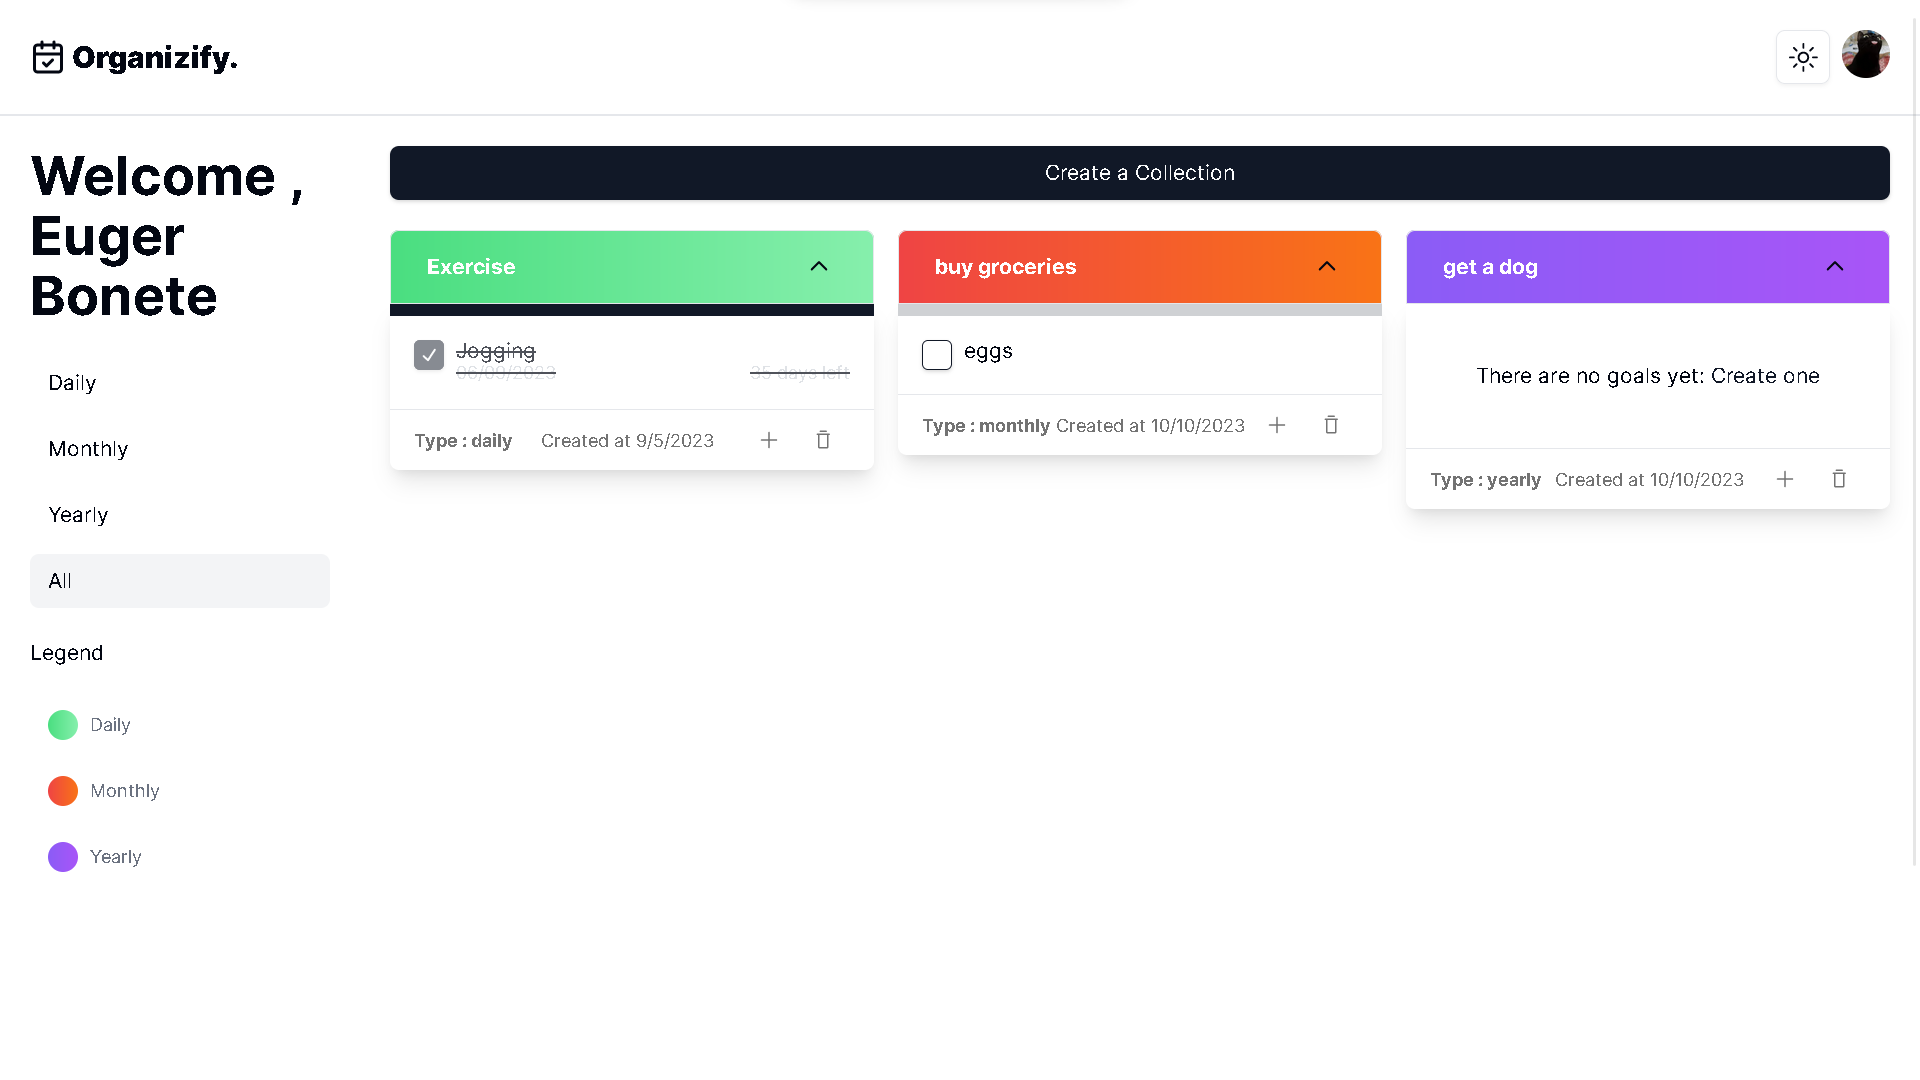 Organizify.
Welcome ,
Euger
Bonete
Daily
Monthly
Yearly
All
Legend
Daily
Monthly
Yearly
Create a Collection
Exercise
Jogging
06/09/2023 35 days left
Type : daily Created at 9/5/2023
buy groceries
eggs
Type : monthly Created at 10/10/2023
get a dog
There are no goals yet: Create one
Type : yearly Created at 10/10/2023